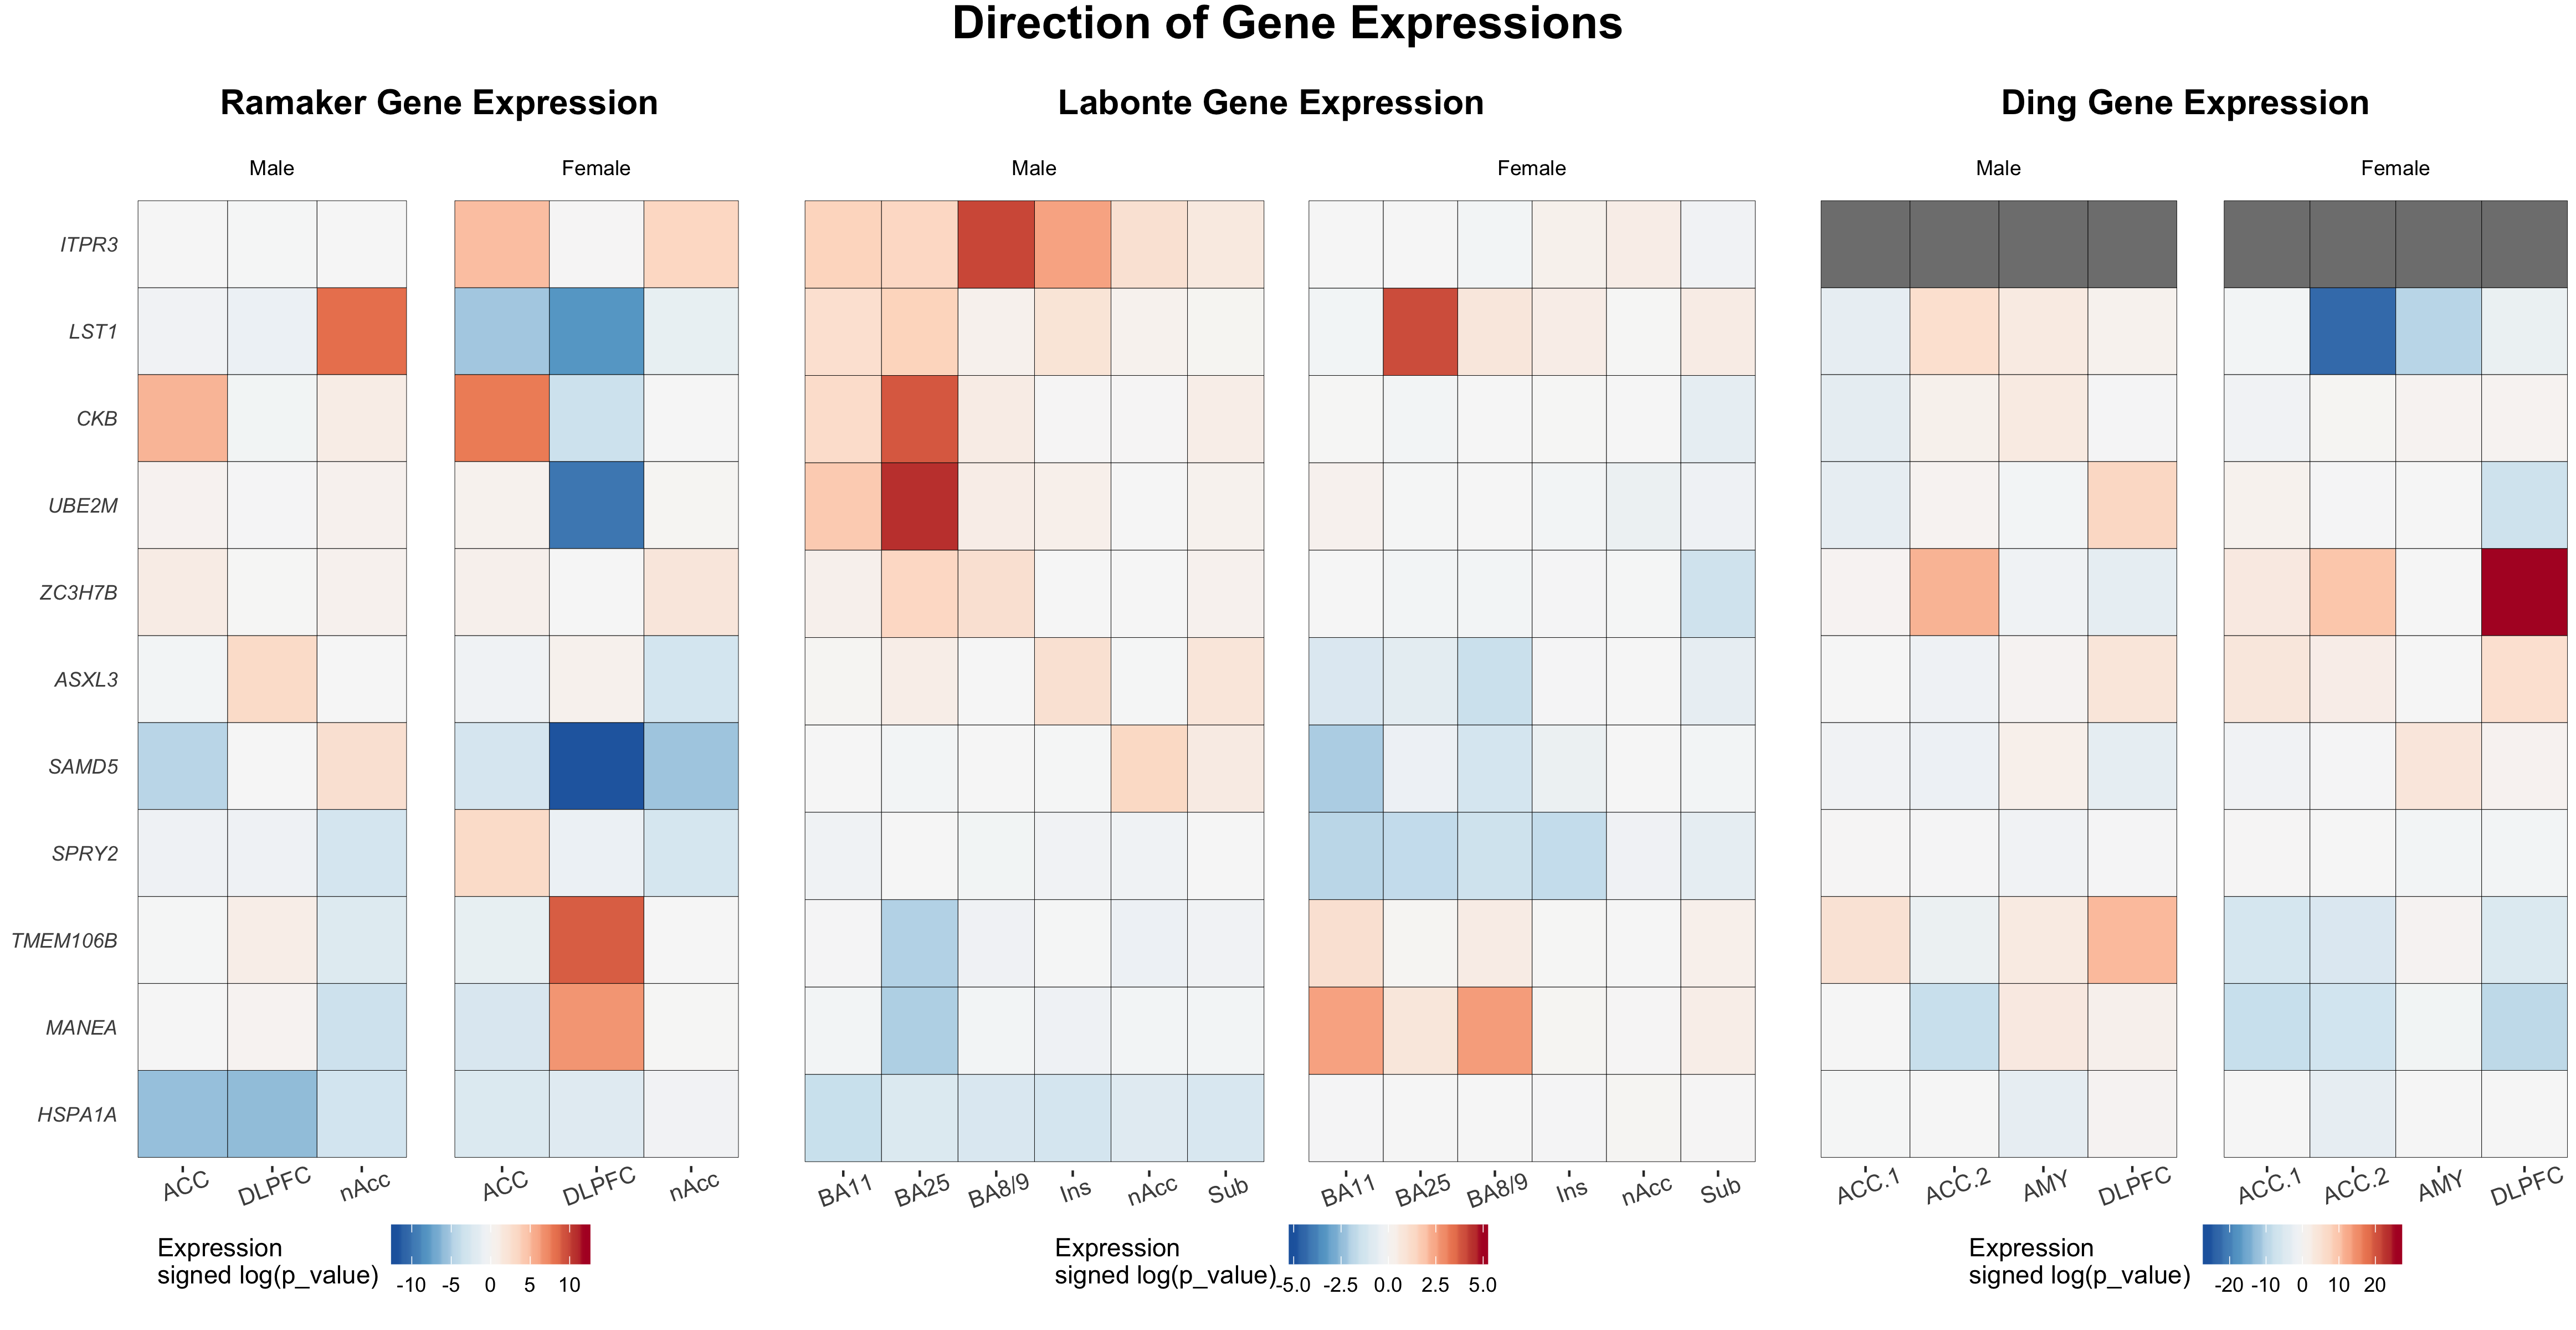 Direction of Gene Expressions
Ramaker Gene Expression
Labonte Gene Expression
Ding Gene Expression
Male
Female
Male
Female
Male
Female
ITPR3
LST1
CKB
UBE2M
ZC3H7B
ASXL3
SAMD5
SPRY2
TMEM106B
MANEA
HSPA1A
ACC DLPFC nAcc
ACC DLPFC nAcc
BA11 BA25 BA8/9 Ins nAcc Sub
BA11 BA25 BA8/9 Ins nAcc Sub
ACC.1 ACC.2 AMY DLPFC
ACC.1 ACC.2 AMY DLPFC
Expression
signed log(p_value)
-10 -5 0 5 10
Expression
signed log(p_value)
-5.0 -2.5 0.0 2.5 5.0
Expression
signed log(p_value)
-20 -10 0 10 20